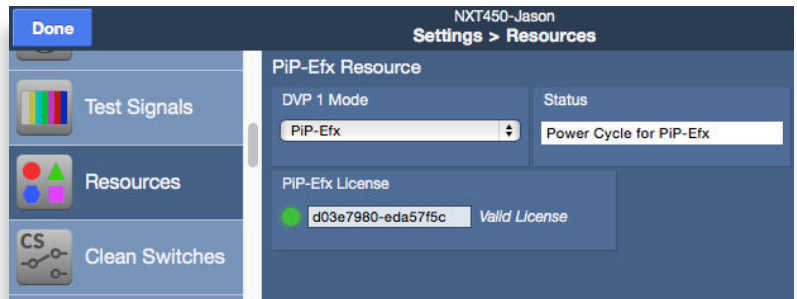 Done
NXT450-Jason
Settings > Resources
Test Signals
Resources
CS
Clean Switches
PiP-Efx Resource
DVP 1 Mode
PiP-Efx
Status
Power Cycle for PiP-Efx
PiP-Efx License
d03e7980-eda57f5c Valid License